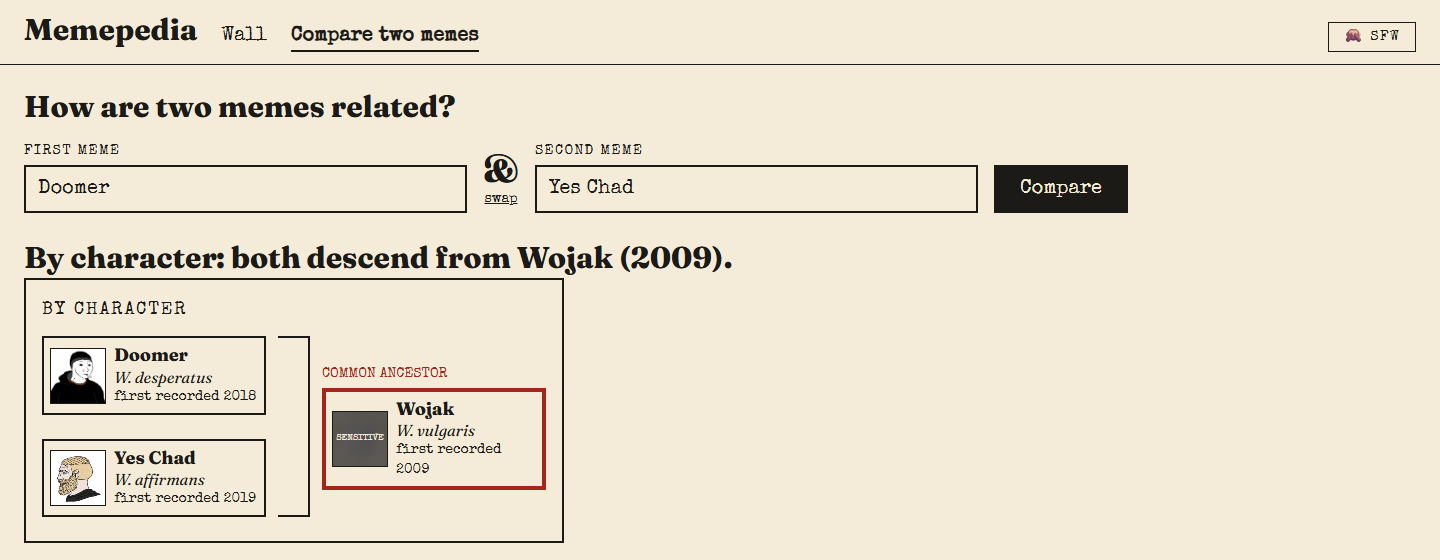 Memepedia Wall Compare two memes SFW
How are two memes related?
FIRST MEME & SECOND MEME
swap
Doomer
Yes Chad
Compare
By character: both descend from Wojak (2009).
BY CHARACTER
Doomer
W. desperatus
first recorded 2018
Yes Chad
W. affirmans
first recorded 2019
COMMON ANCESTOR
SENSITIVE
Wojak
W. vulgaris
first recorded
2009